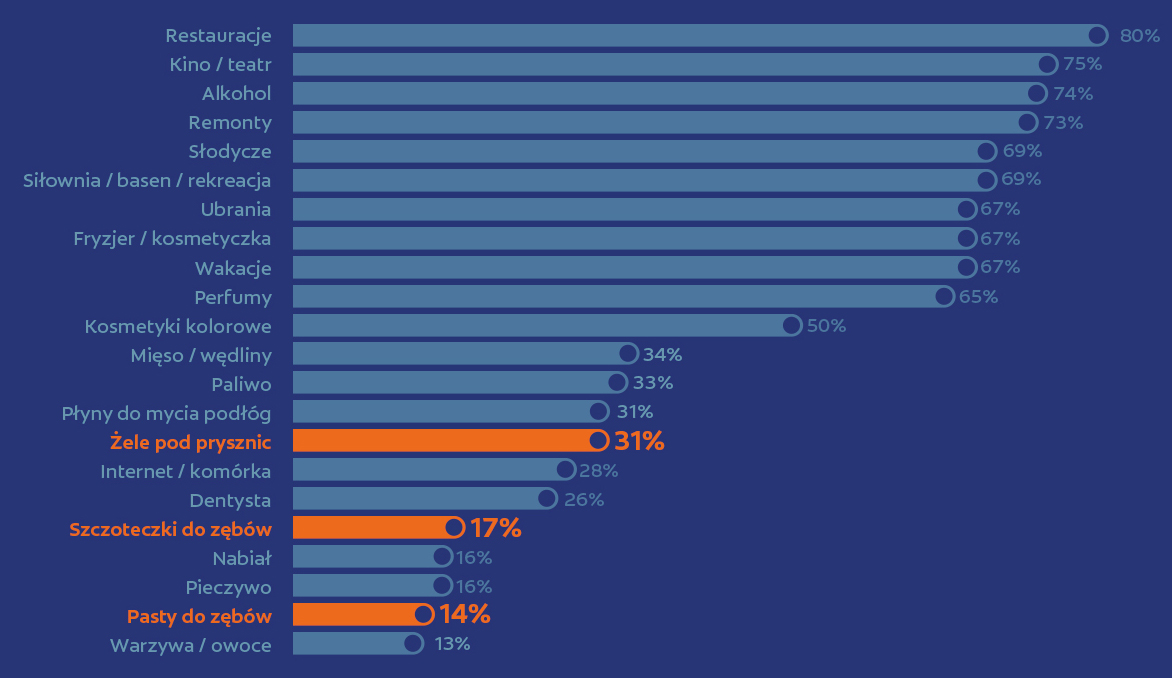 Restauracje 80%
Kino / teatr 75%
Alkohol 74%
Remonty 73%
Słodycze 69%
Siłownia / basen / rekreacja 69%
Ubrania 67%
Fryzjer / kosmetyczka 67%
Wakacje 67%
Perfumy 65%
Kosmetyki kolorowe 50%
Mięso / wędliny 34%
Paliwo 33%
Płyny do mycia podłóg 31%
Żele pod prysznic 31%
Internet / komórka 28%
Dentysta 26%
Szczoteczki do zębów 17%
Nabiał 16%
Pieczywo 16%
Pasty do zębów 14%
Warzywa / owoce 13%